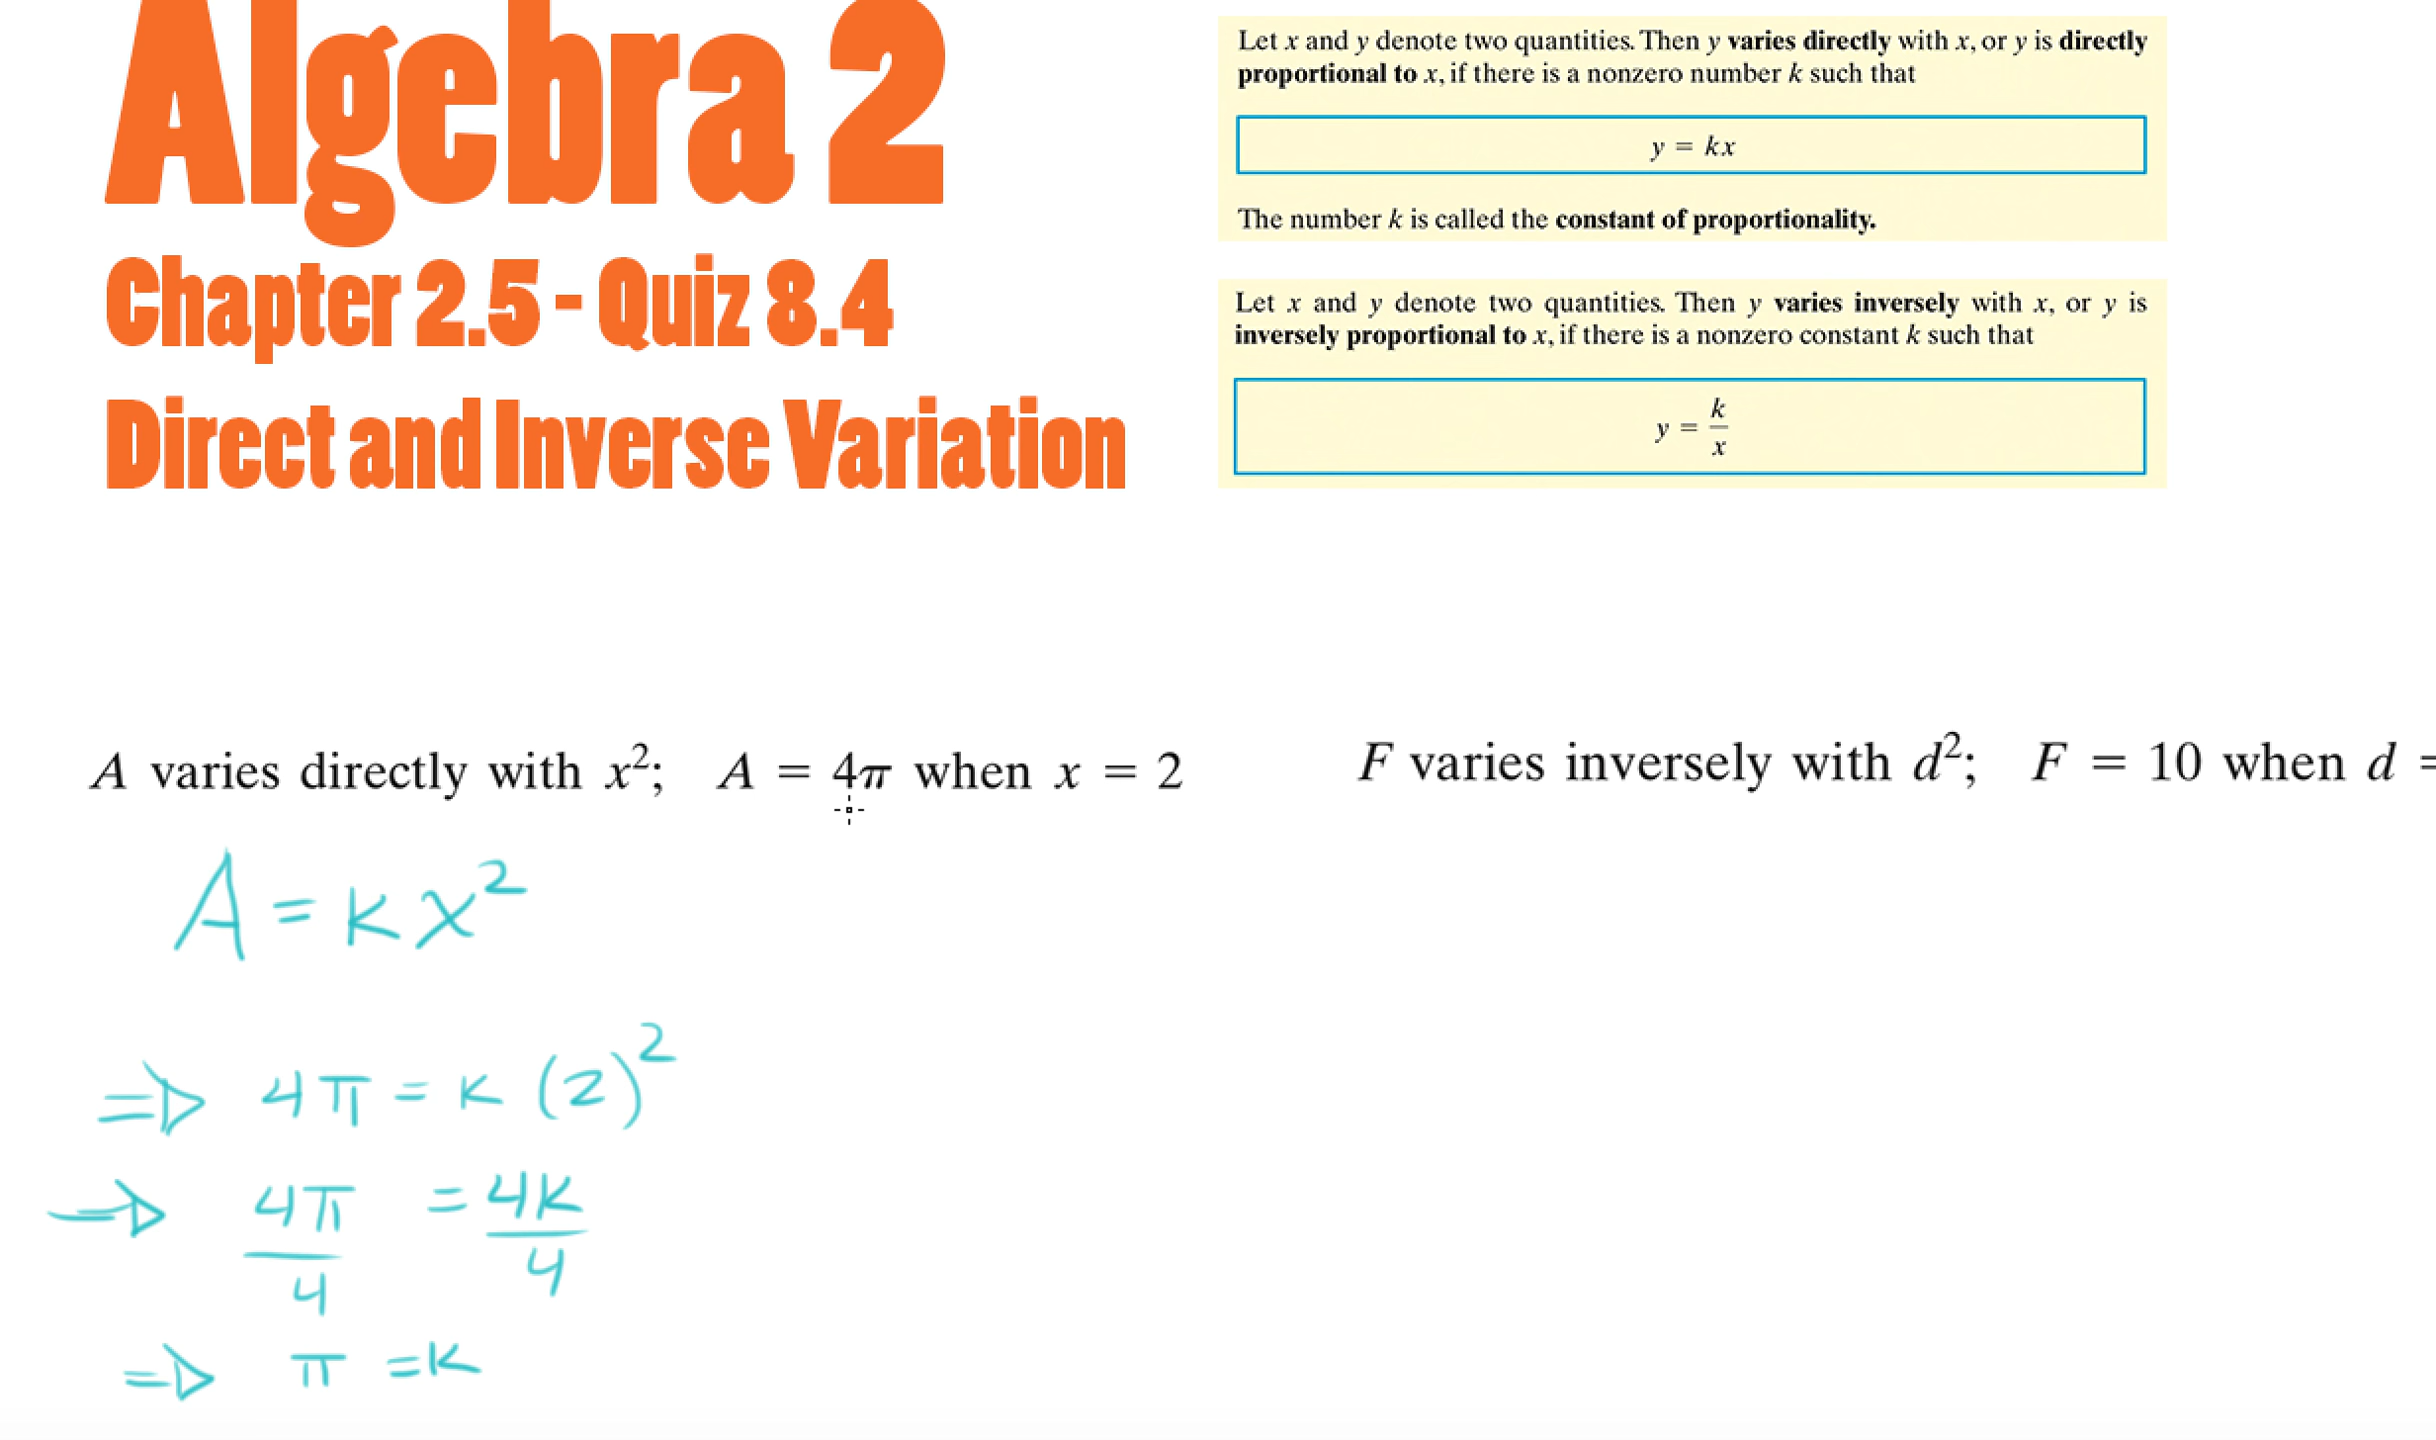 Algebra 2
Chapter 2.5 - Quiz 8.4
Direct and Inverse Variation
Let x and y denote two quantities. Then y varies directly with x, or y is directly
proportional to x, if there is a nonzero number k such that
y = kx
The number k is called the constant of proportionality.
Let x and y denote two quantities. Then y varies inversely with x, or y is
inversely proportional to x, if there is a nonzero constant k such that
y = k/x
A varies directly with x²; A = 4π when x = 2
F varies inversely with d²; F = 10 when d =
A = kx²
⇒ 4π = k(2)²
→ 4π/4 = 4k/4
⇒ π = k